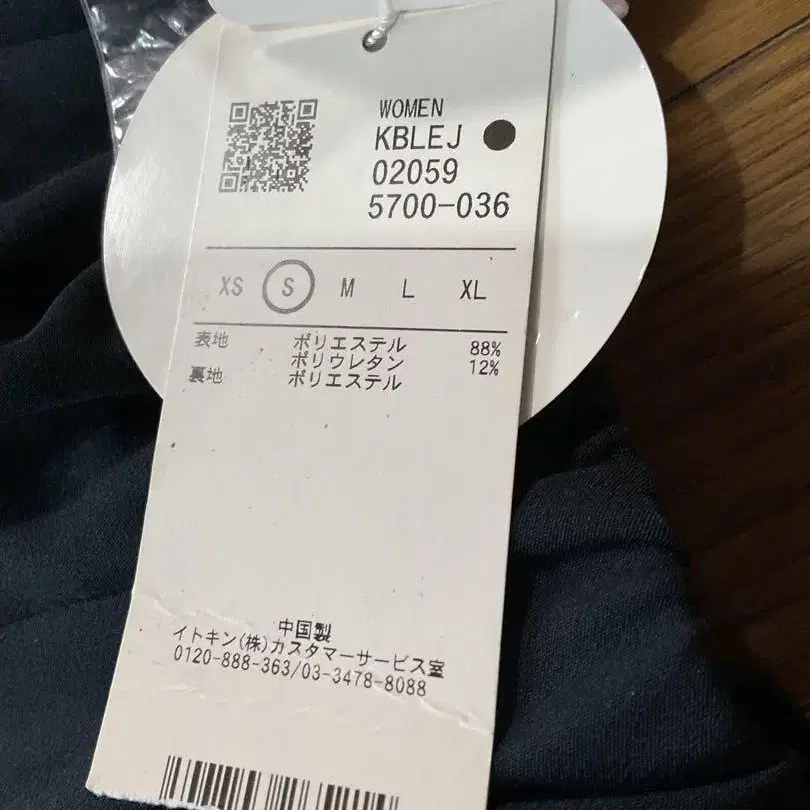 WOMEN
KBLEJ
02059
5700-036
XS S M L XL
表地 ポリエステル 88%
ポリウレタン 12%
裏地 ポリエステル
中国製
イトキン(株)カスタマーサービス室
0120-888-363/03-3478-8088